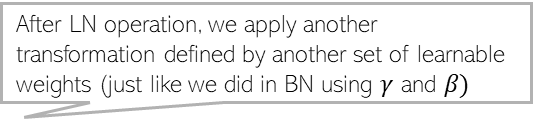 After LN operation, we apply another
transformation defined by another set of learnable
weights (just like we did in BN using γ and β)